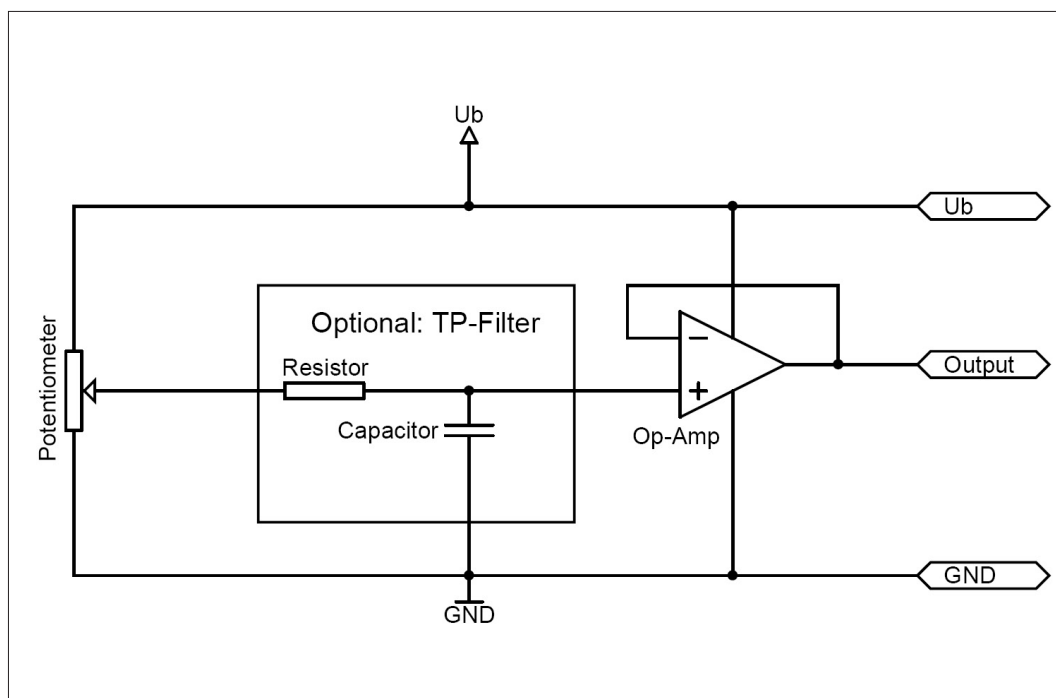 Ub
Ub
Optional: TP-Filter
Resistor
Potentiometer
Capacitor
Op-Amp
Output
GND
GND